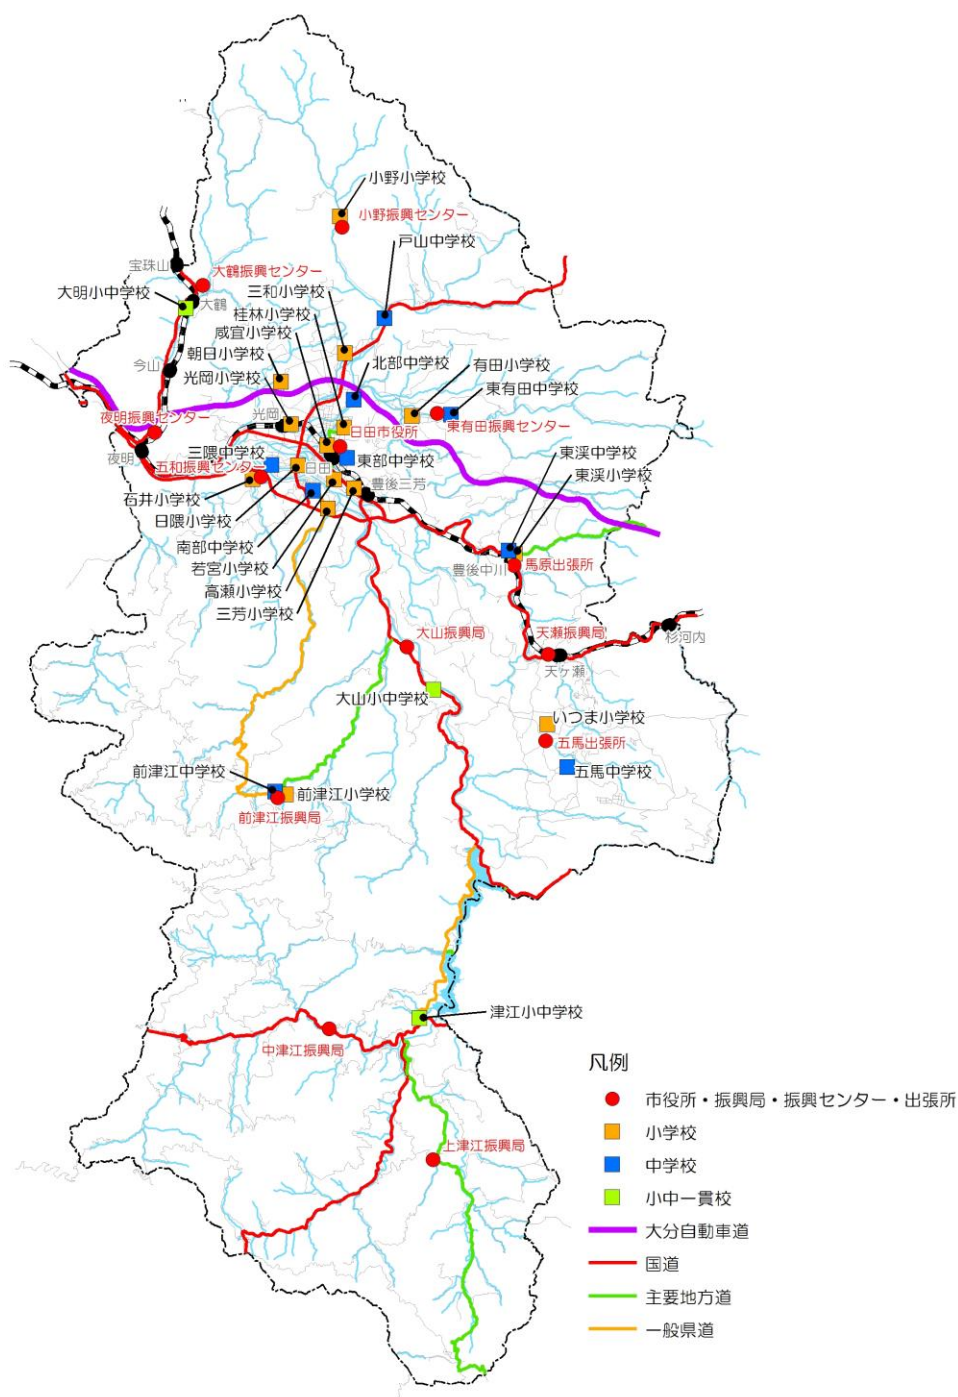 小野小学校
小野振興センター
戸山中学校
宝珠山
大鶴振興センター
大明小中学校
大鶴
三和小学校
桂林小学校
咸宜小学校
朝日小学校
光岡小学校
今山
北部中学校
有田小学校
東有田中学校
東有田振興センター
光岡
夜明振興センター
日田市役所
夜明
三隈中学校
五和振興センター
日田
東部中学校
豊後三芳
石井小学校
日隈小学校
南部中学校
若宮小学校
高瀬小学校
三芳小学校
東渓中学校
東渓小学校
豊後中川
馬原出張所
天瀬振興局
天ヶ瀬
杉河内
大山振興局
大山小中学校
いつま小学校
五馬出張所
五馬中学校
前津江中学校
前津江小学校
前津江振興局
津江小中学校
中津江振興局
上津江振興局
凡例
市役所・振興局・振興センター・出張所
小学校
中学校
小中一貫校
大分自動車道
国道
主要地方道
一般県道